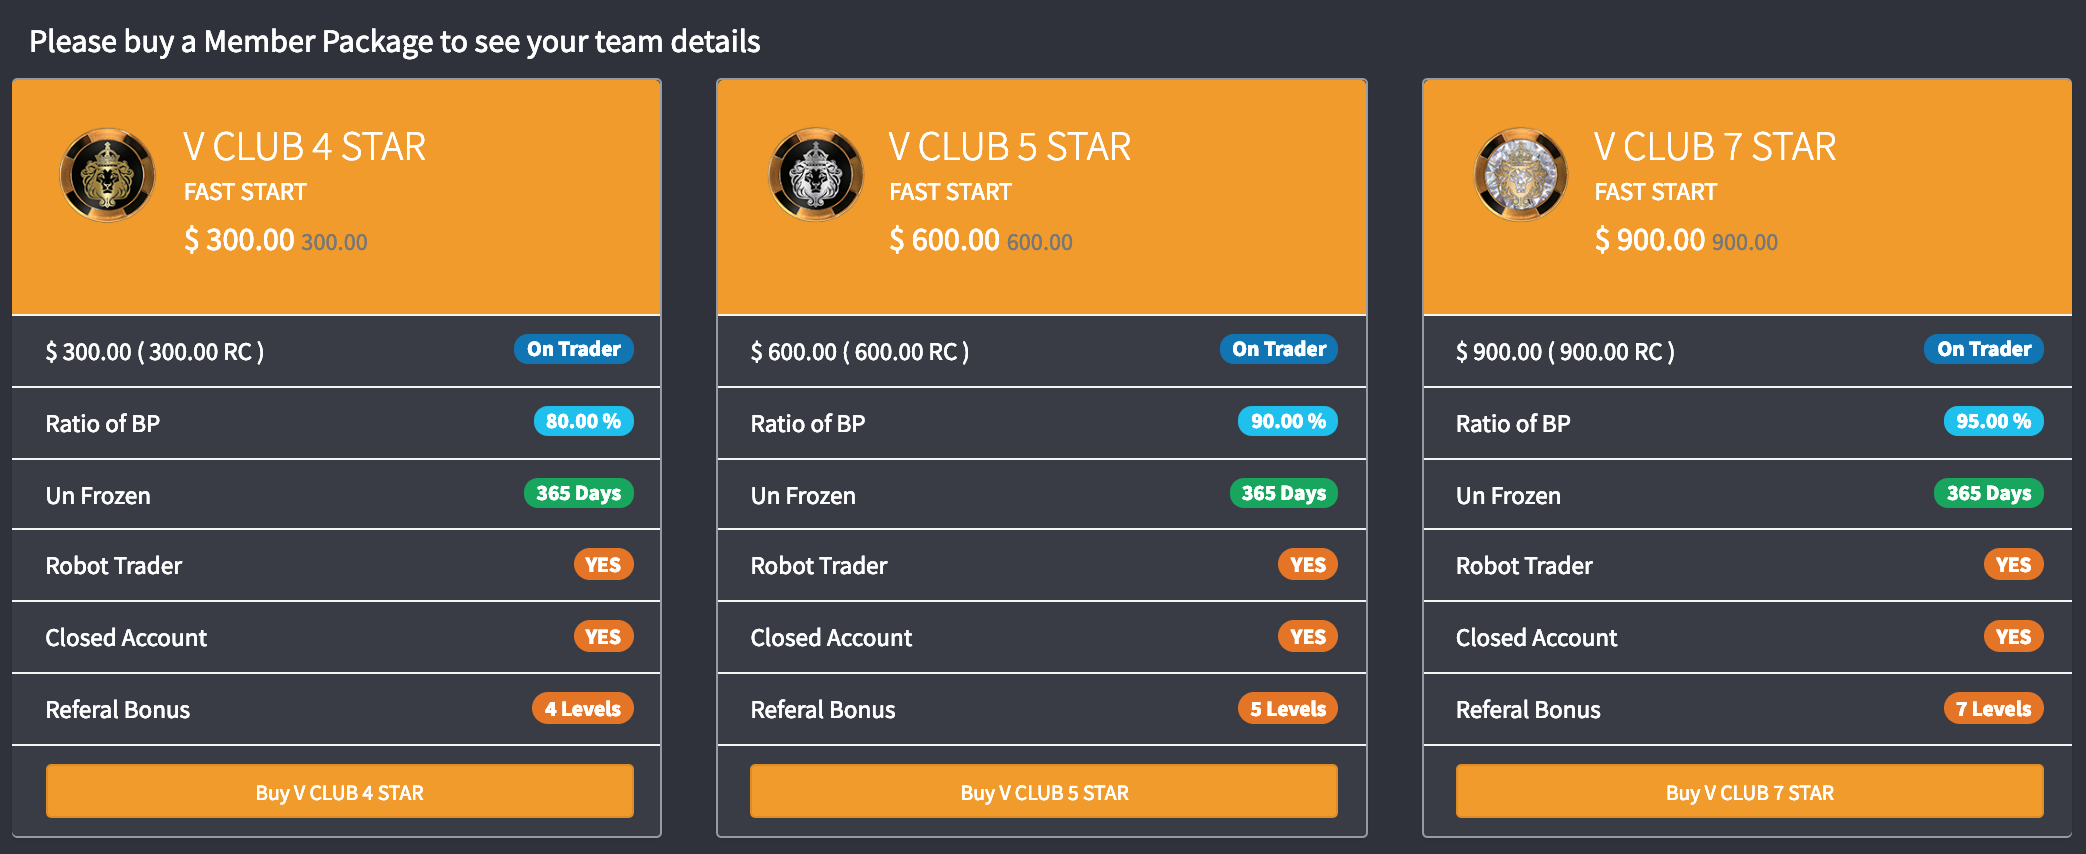 Please buy a Member Package to see your team details
V CLUB 4 STAR
FAST START
$ 300.00 300.00
$ 300.00 ( 300.00 RC ) On Trader
Ratio of BP 80.00 %
Un Frozen 365 Days
Robot Trader YES
Closed Account YES
Referal Bonus 4 Levels
Buy V CLUB 4 STAR
V CLUB 5 STAR
FAST START
$ 600.00 600.00
$ 600.00 ( 600.00 RC ) On Trader
Ratio of BP 90.00 %
Un Frozen 365 Days
Robot Trader YES
Closed Account YES
Referal Bonus 5 Levels
Buy V CLUB 5 STAR
V CLUB 7 STAR
FAST START
$ 900.00 900.00
$ 900.00 ( 900.00 RC ) On Trader
Ratio of BP 95.00 %
Un Frozen 365 Days
Robot Trader YES
Closed Account YES
Referal Bonus 7 Levels
Buy V CLUB 7 STAR